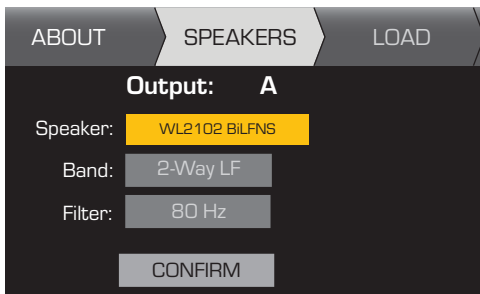 ABOUT SPEAKERS LOAD
Output: A
Speaker: WL2102 BiLFNS
Band: 2-Way LF
Filter: 80 Hz
CONFIRM